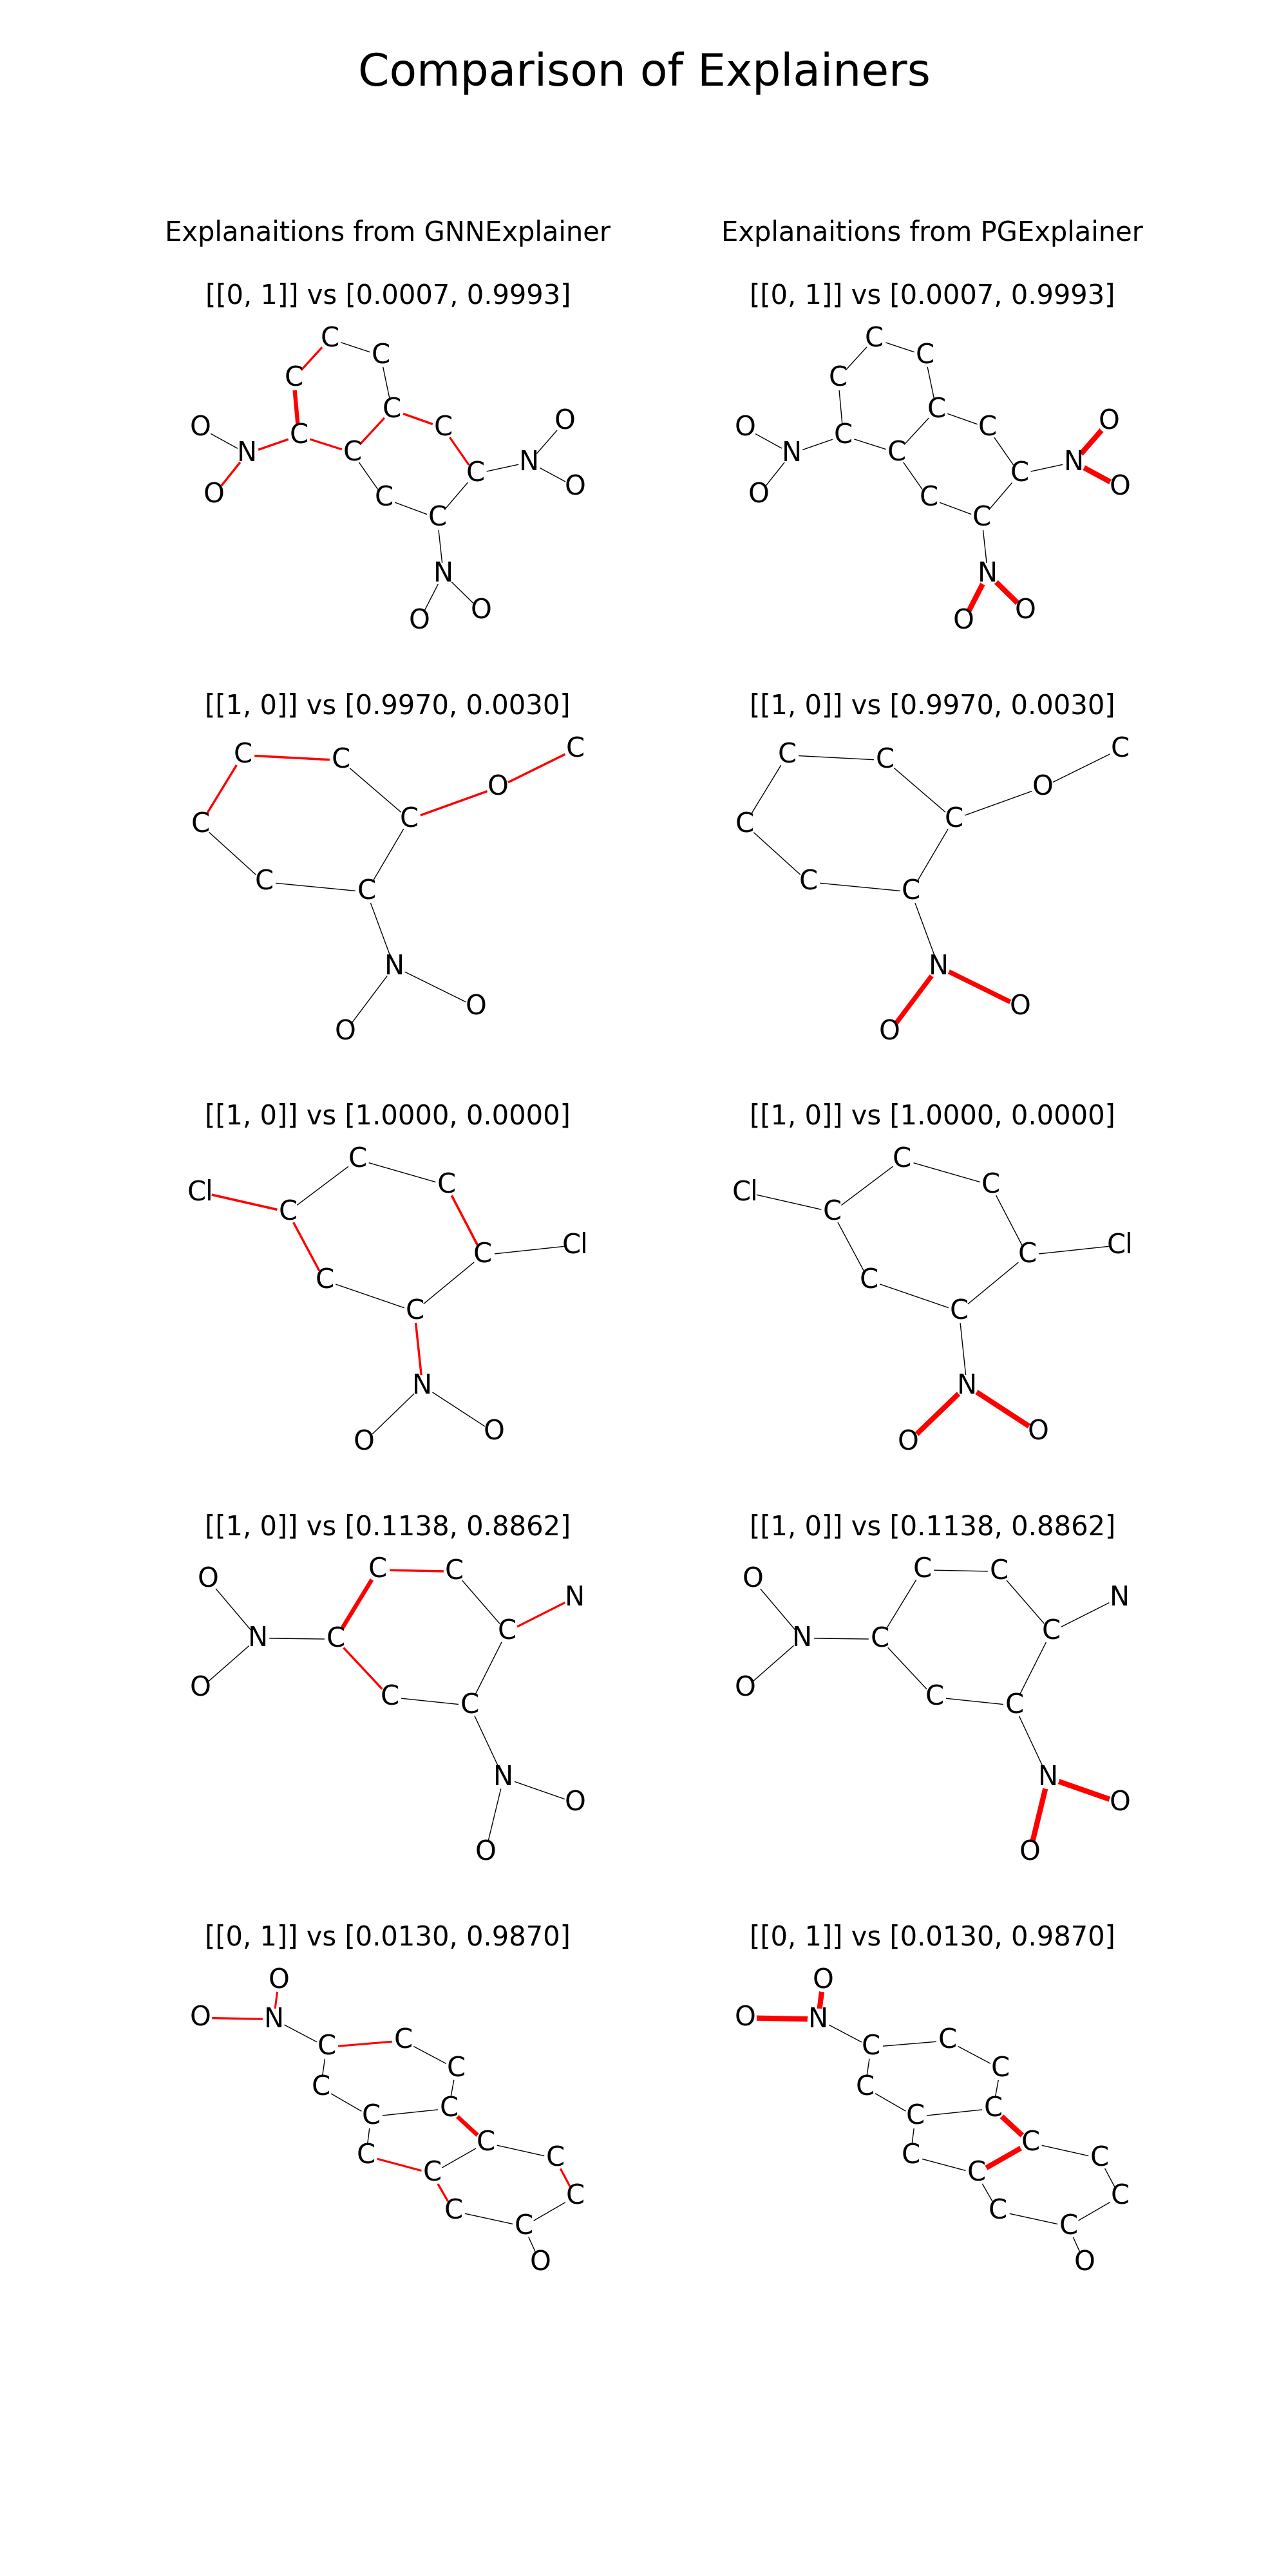 Comparison of Explainers
Explanaitions from GNNExplainer
Explanaitions from PGExplainer
[[0, 1]] vs [0.0007, 0.9993]
C
C
C
C
O
O C
C
N C N
C
O C O
C
N
O O
[[0, 1]] vs [0.0007, 0.9993]
C
C
C
C
O
O C
C
N C N
C
O C O
C
N
O O
[[1, 0]] vs [0.9970, 0.0030]
C C C
O
C C
C C
N
O
O
[[1, 0]] vs [0.9970, 0.0030]
C C C
O
C C
C C
N
O
O
[[1, 0]] vs [1.0000, 0.0000]
C
Cl C
C
C Cl
C
C
N
O O
[[1, 0]] vs [1.0000, 0.0000]
C
Cl C
C
C Cl
C
C
N
O O
[[1, 0]] vs [0.1138, 0.8862]
C C
O N
N C C
O C C
N
O
O
[[1, 0]] vs [0.1138, 0.8862]
C C
O N
N C C
O C C
N
O
O
[[0, 1]] vs [0.0130, 0.9870]
O
O N
C C
C
C
C C
C
C C
C
C
C
C
O
[[0, 1]] vs [0.0130, 0.9870]
O
O N
C C
C
C
C C
C
C C
C
C
C
C
O